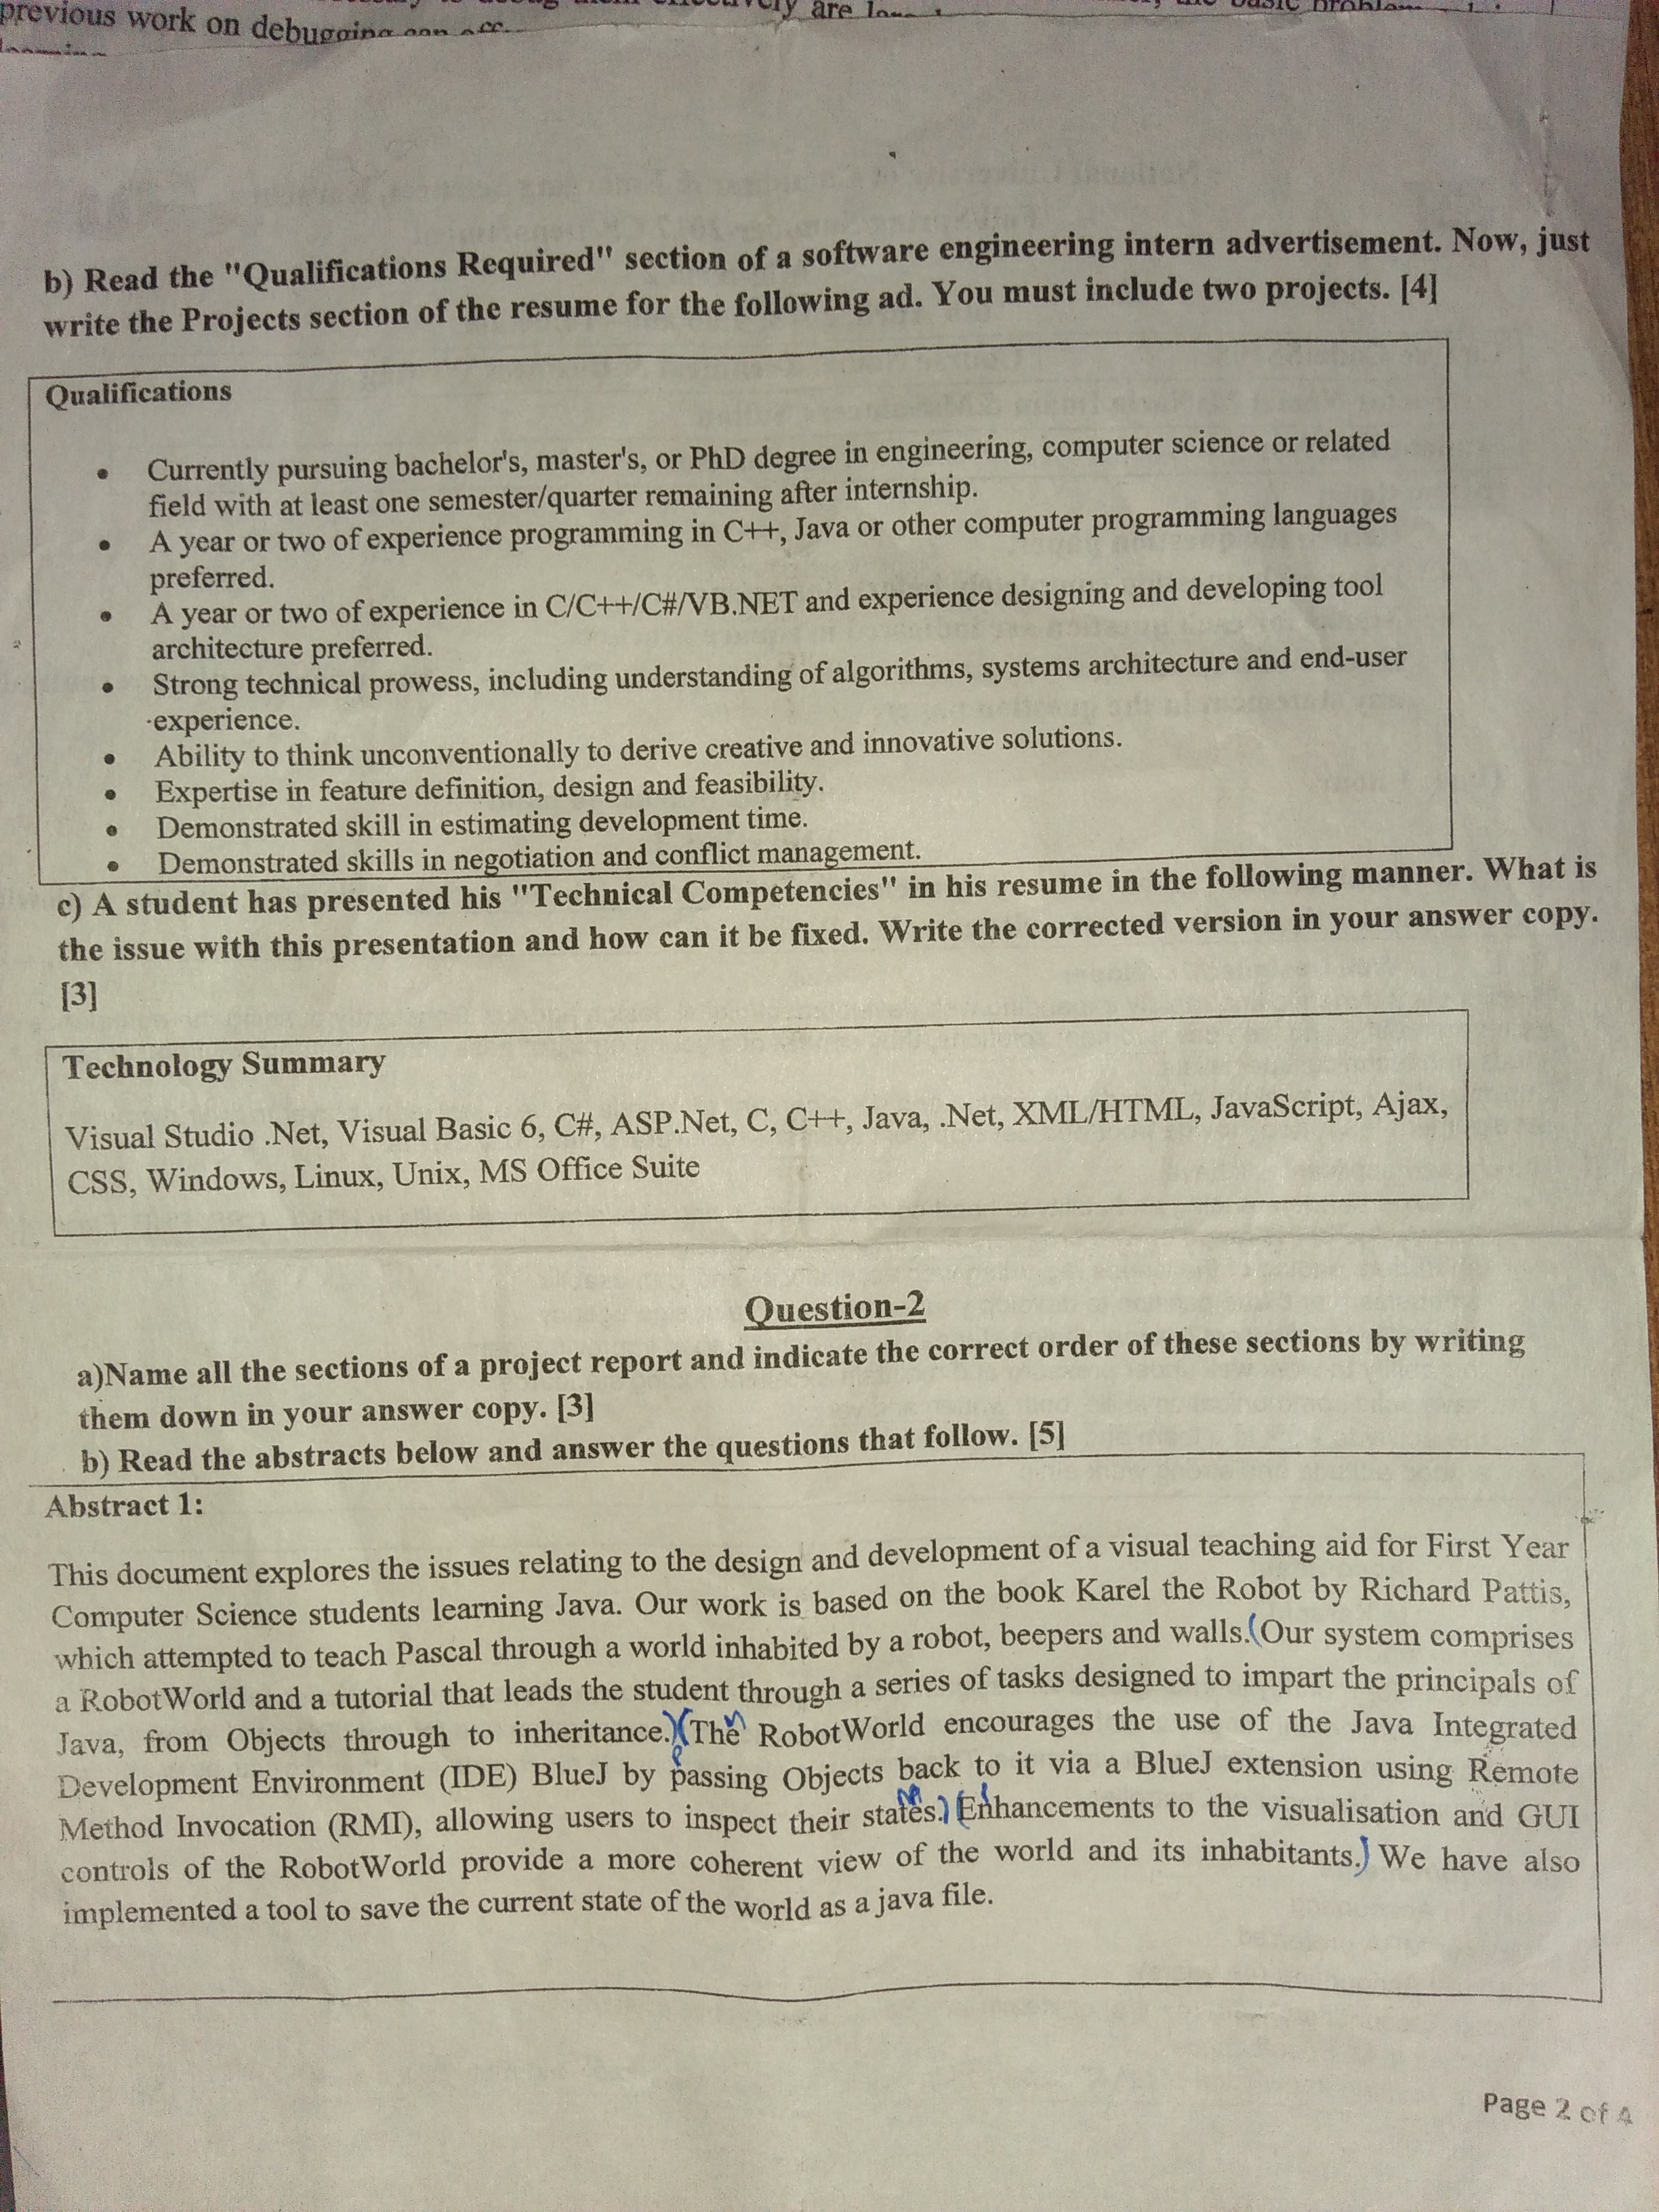 previous work on debugging can
b) Read the "Qualifications Required" section of a software engineering intern advertisement. Now, just
write the Projects section of the resume for the following ad. You must include two projects. [4]
Qualifications
• Currently pursuing bachelor's, master's, or PhD degree in engineering, computer science or related
field with at least one semester/quarter remaining after internship.
• A year or two of experience programming in C++, Java or other computer programming languages
preferred.
• A year or two of experience in C/C++/C#/VB.NET and experience designing and developing tool
architecture preferred.
• Strong technical prowess, including understanding of algorithms, systems architecture and end-user
experience.
• Ability to think unconventionally to derive creative and innovative solutions.
• Expertise in feature definition, design and feasibility.
• Demonstrated skill in estimating development time.
• Demonstrated skills in negotiation and conflict management.
c) A student has presented his "Technical Competencies" in his resume in the following manner. What is
the issue with this presentation and how can it be fixed. Write the corrected version in your answer copy.
[3]
Technology Summary
Visual Studio .Net, Visual Basic 6, C#, ASP.Net, C, C++, Java, .Net, XML/HTML, JavaScript, Ajax,
CSS, Windows, Linux, Unix, MS Office Suite
Question-2
a)Name all the sections of a project report and indicate the correct order of these sections by writing
them down in your answer copy. [3]
b) Read the abstracts below and answer the questions that follow. [5]
Abstract 1:
This document explores the issues relating to the design and development of a visual teaching aid for First Year
Computer Science students learning Java. Our work is based on the book Karel the Robot by Richard Pattis,
which attempted to teach Pascal through a world inhabited by a robot, beepers and walls. (Our system comprises
a RobotWorld and a tutorial that leads the student through a series of tasks designed to impart the principals of
Java, from Objects through to inheritance.) (The RobotWorld encourages the use of the Java Integrated
Development Environment (IDE) BlueJ by passing Objects back to it via a BlueJ extension using Remote
Method Invocation (RMI), allowing users to inspect their states.) (Enhancements to the visualisation and GUI
controls of the RobotWorld provide a more coherent view of the world and its inhabitants.) We have also
implemented a tool to save the current state of the world as a java file.
Page 2 of 4